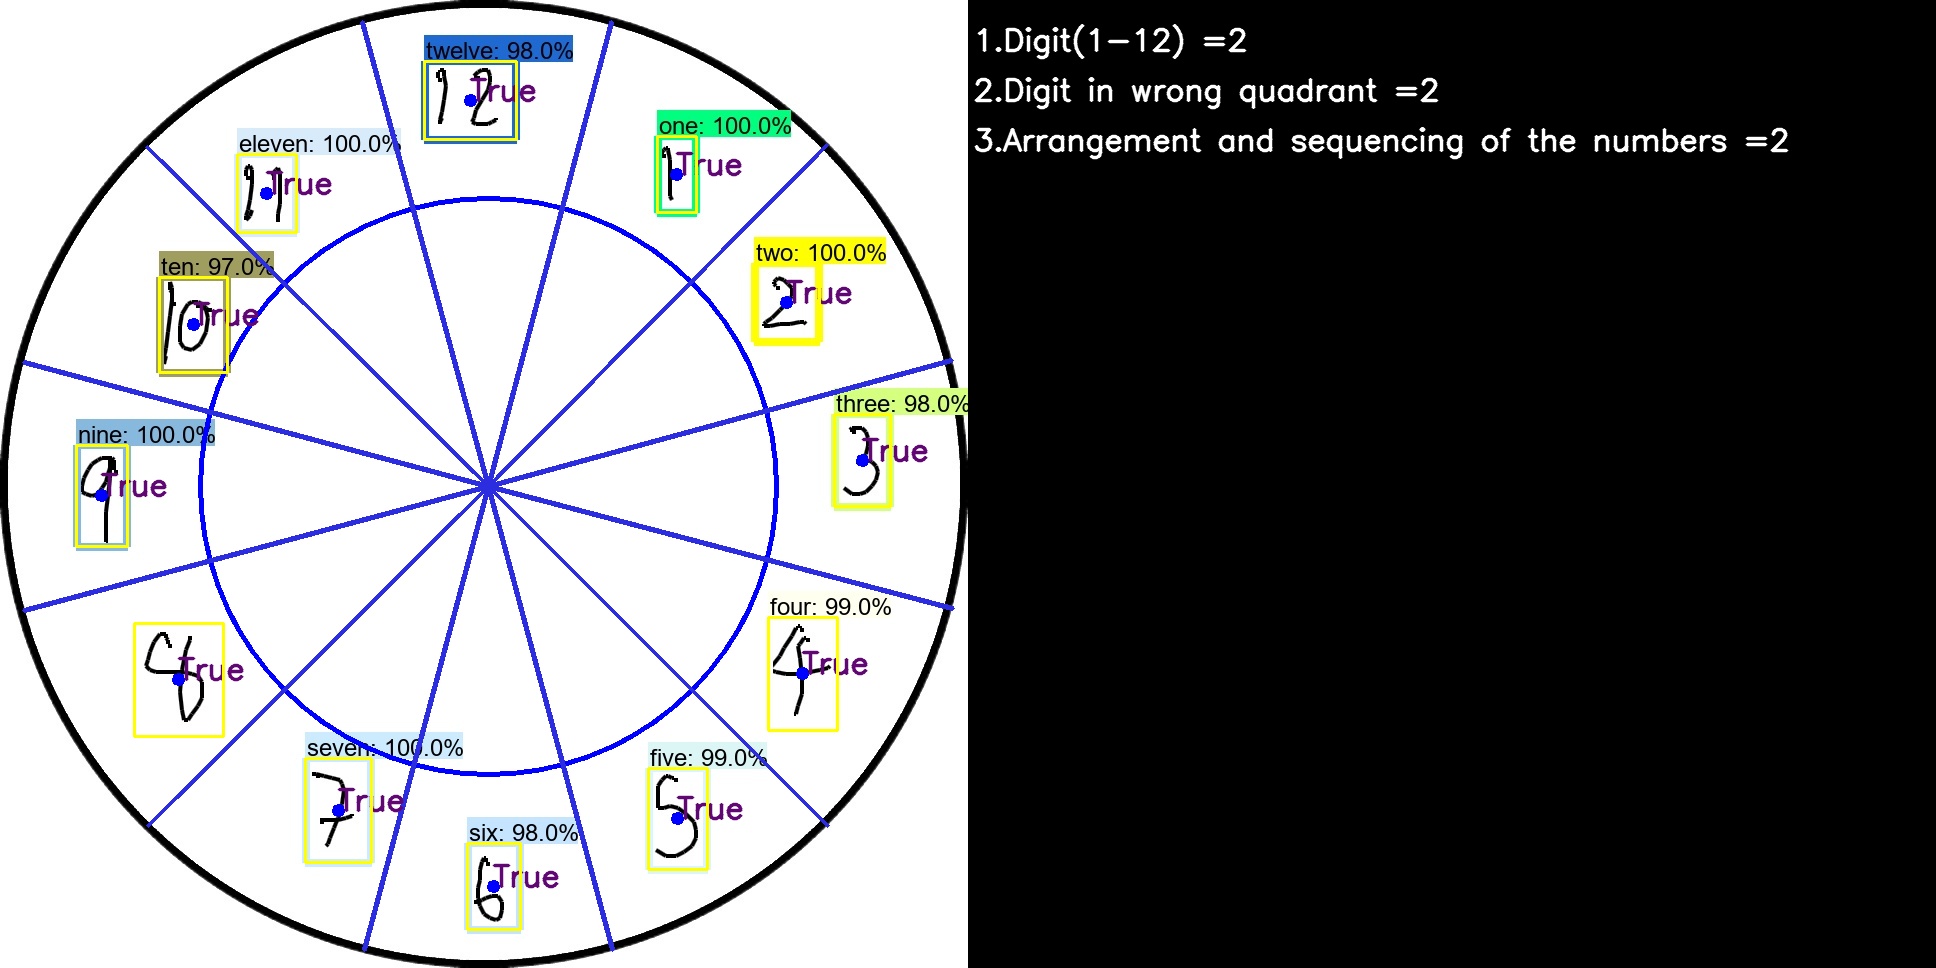 twelve: 98.0%
12 True
one: 100.0%
1 True
eleven: 100.0%
11 True
two: 100.0%
2 True
ten: 97.0%
10 True
three: 98.0%
3 True
nine: 100.0%
9 True
four: 99.0%
4 True
8 True
seven: 100.0%
7 True
five: 99.0%
5 True
six: 98.0%
6 True
1.Digit(1-12) =2
2.Digit in wrong quadrant =2
3.Arrangement and sequencing of the numbers =2